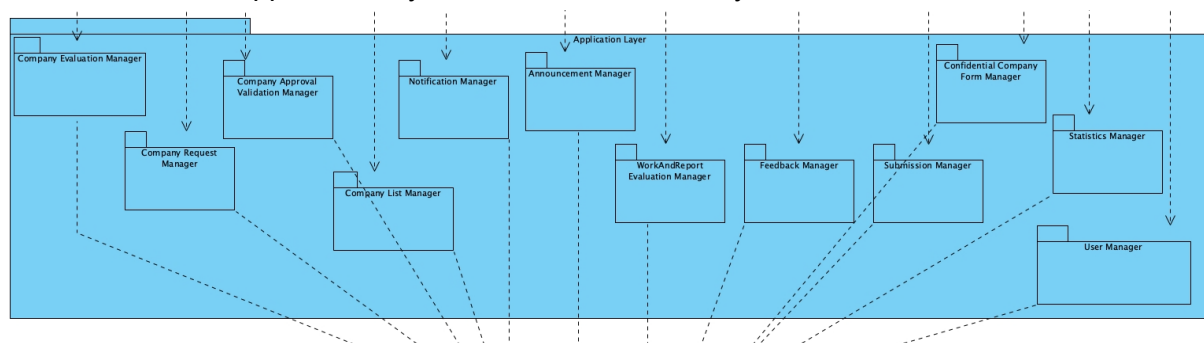 Application Layer
Company Evaluation Manager
Company Approval
Validation Manager
Notification Manager
Announcement Manager
Confidential Company
Form Manager
Company Request
Manager
Company List Manager
WorkAndReport
Evaluation Manager
Feedback Manager
Submission Manager
Statistics Manager
User Manager